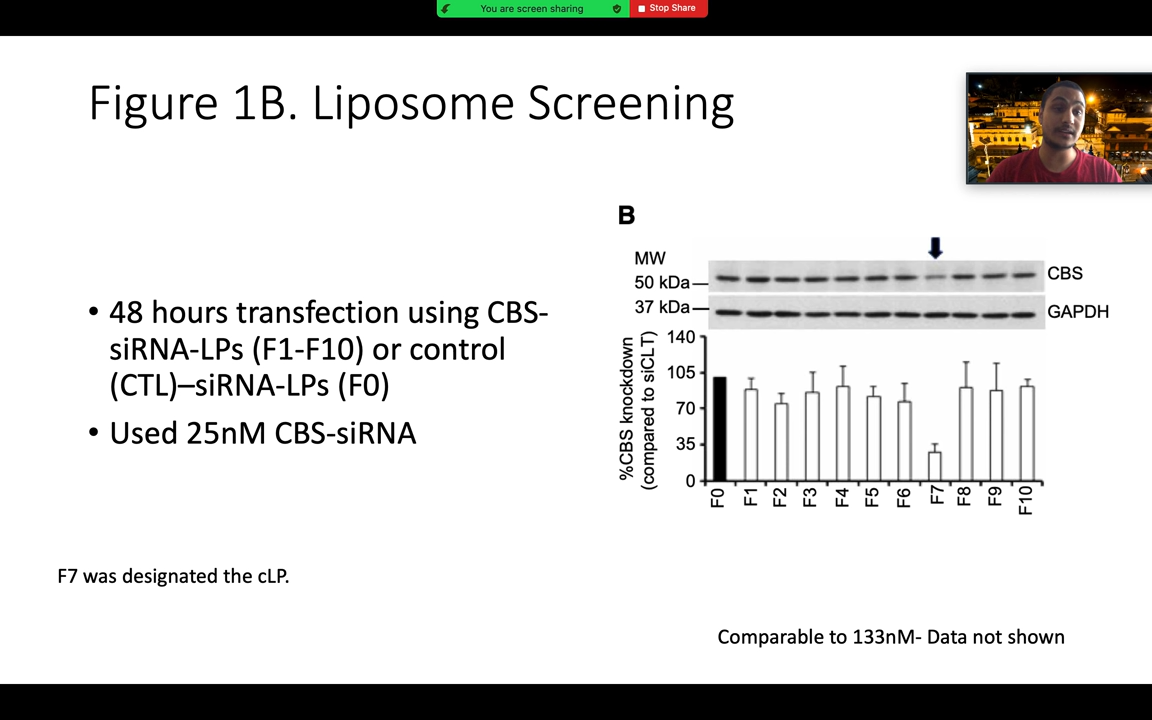 You are screen sharing
Stop Share
Figure 1B. Liposome Screening
• 48 hours transfection using CBS-
siRNA-LPs (F1-F10) or control
(CTL)–siRNA-LPs (F0)
• Used 25nM CBS-siRNA
F7 was designated the cLP.
B
MW
50 kDa
CBS
37 kDa
GAPDH
%CBS knockdown
(compared to siCLT)
140
105
70
35
0
F0 F1 F2 F3 F4 F5 F6 F7 F8 F9 F10
Comparable to 133nM- Data not shown